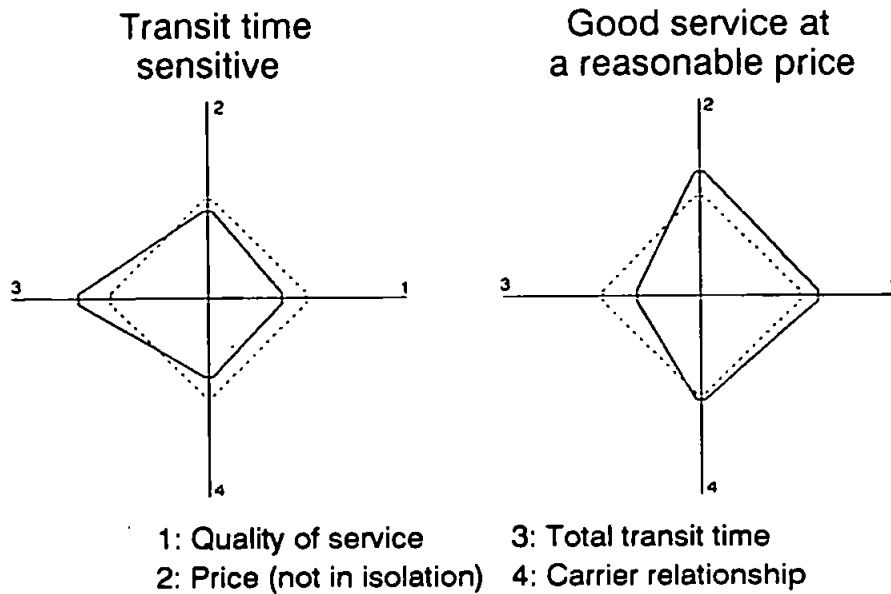 Transit time
sensitive
Good service at
a reasonable price
2
3
1
4
2
3
4
1: Quality of service
2: Price (not in isolation)
3: Total transit time
4: Carrier relationship